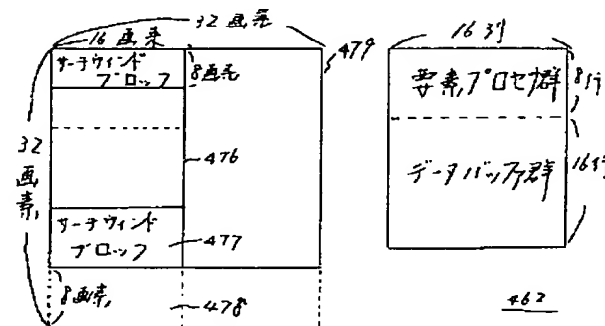 32画素
16画素
479
サーチウィンド
ブロック
8画素
32
画
素
476
サーチウィンド
ブロック
477
8画素
478
16列
要素プロセサ群
8行
データバッファ群
16行
462